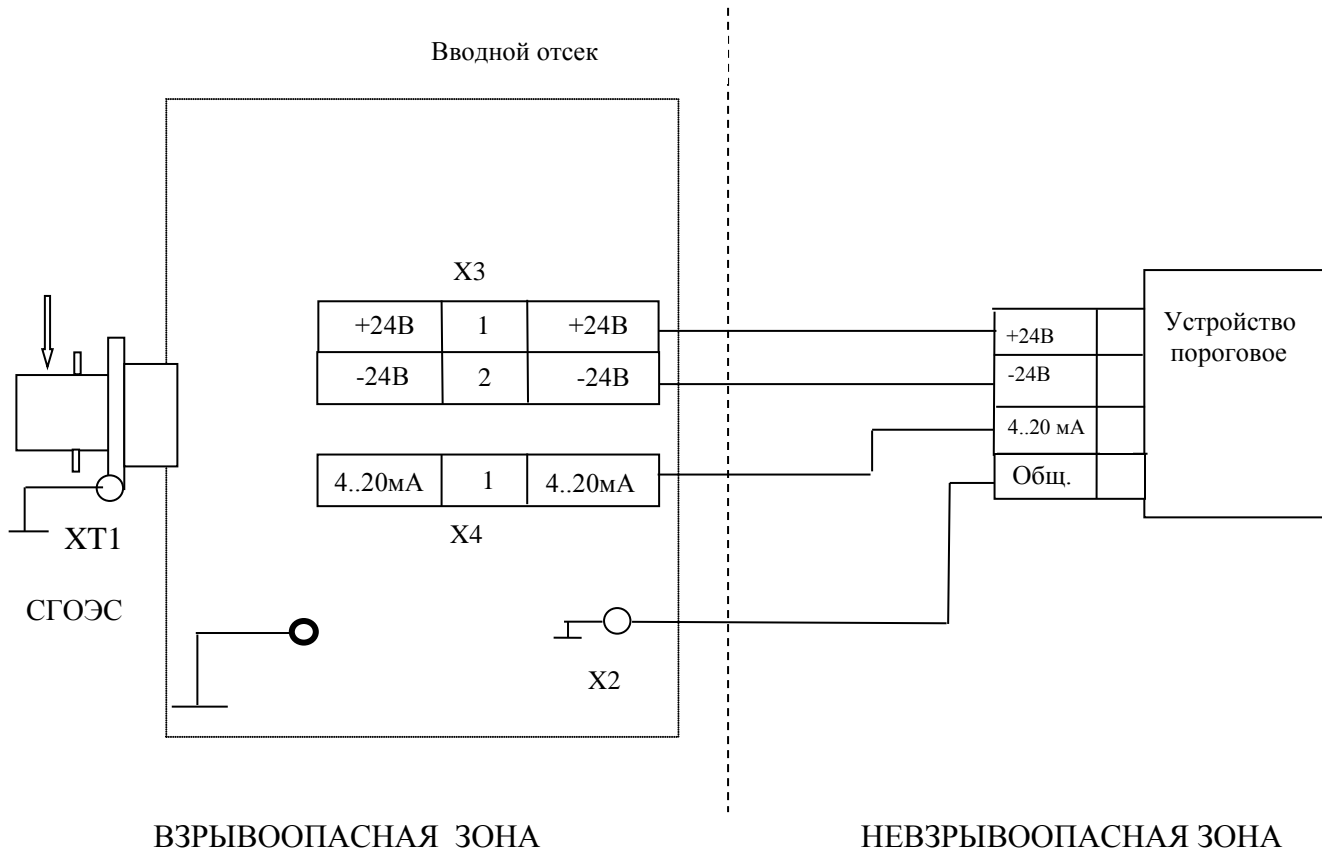 Вводной отсек
X3
+24В 1 +24В
-24В 2 -24В
4..20мА 1 4..20мА
X4
XT1
СГОЭС
X2
+24В
-24В
4..20 мА
Общ.
Устройство
пороговое
ВЗРЫВООПАСНАЯ ЗОНА
НЕВЗРЫВООПАСНАЯ ЗОНА